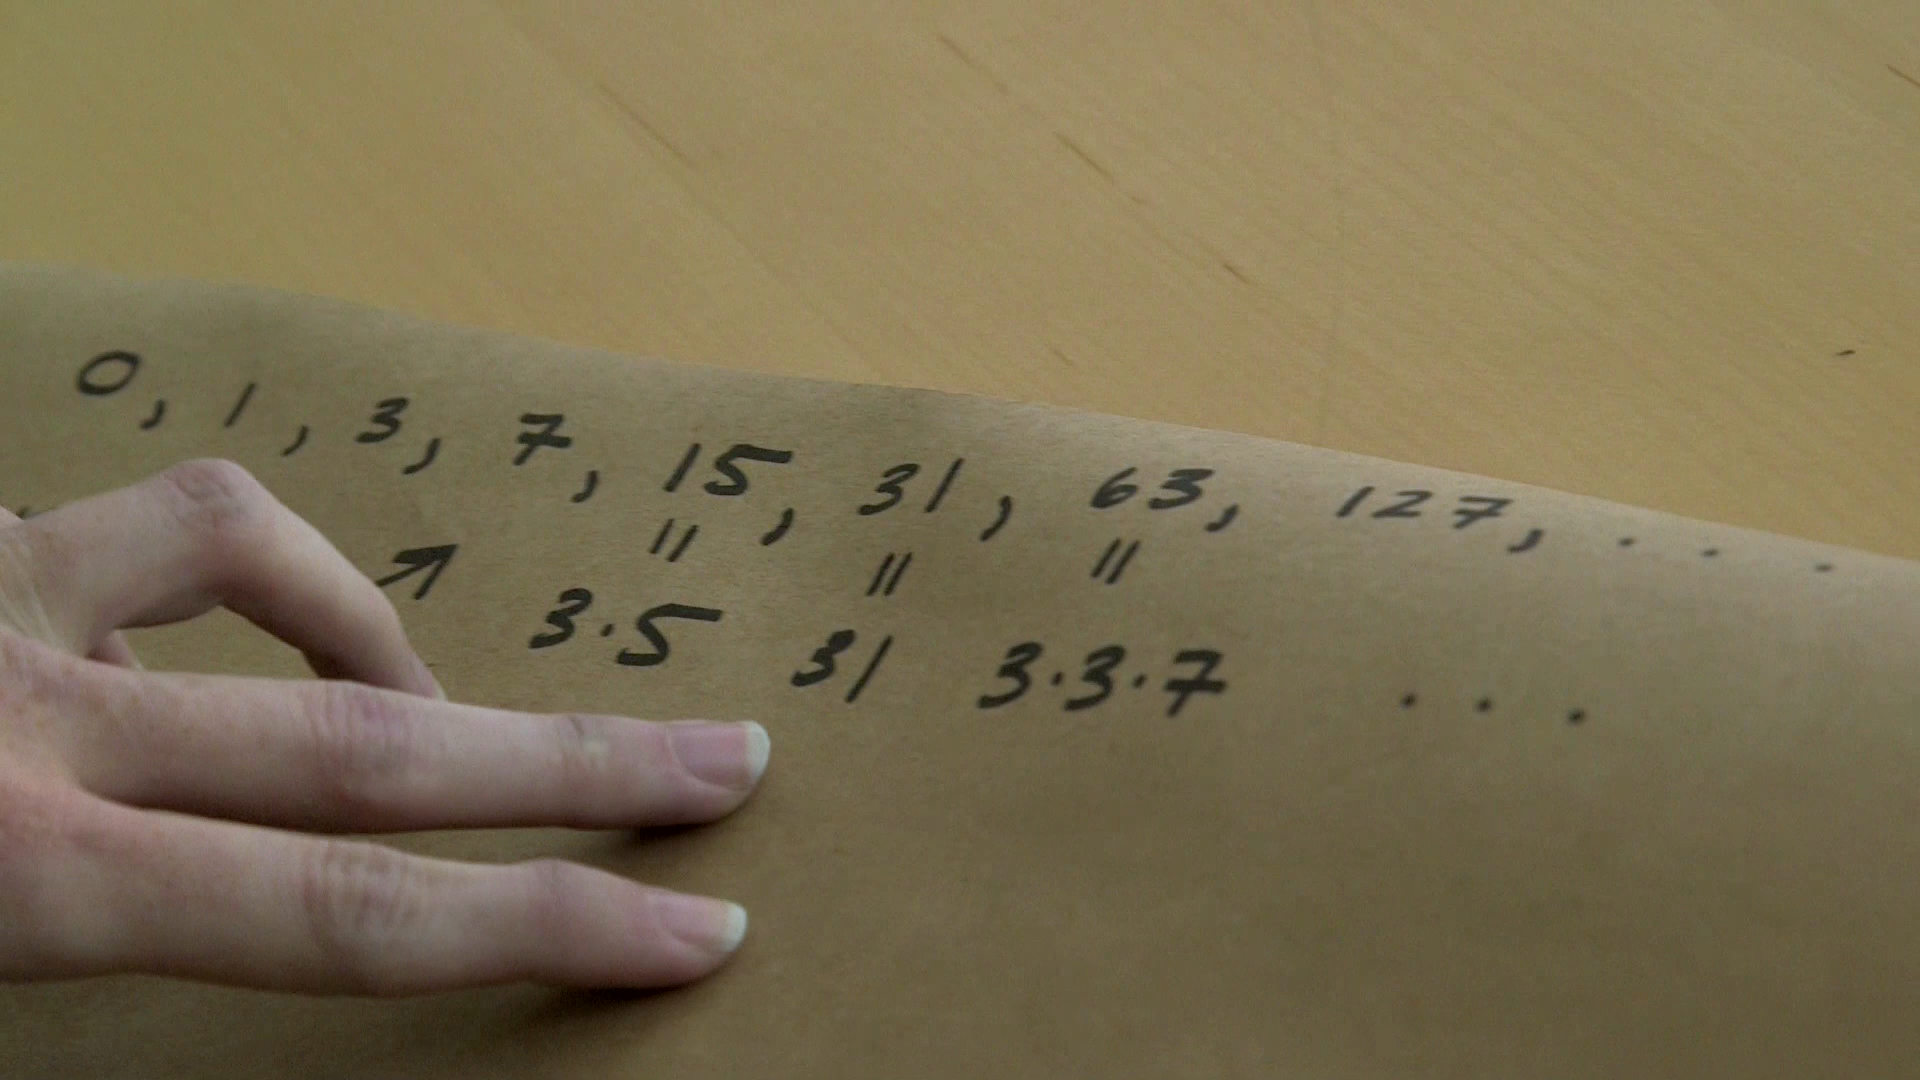 0, 1, 3, 7, 15, 31, 63, 127, . . .
↗ = = =
3·5 31 3·3·7 . . .